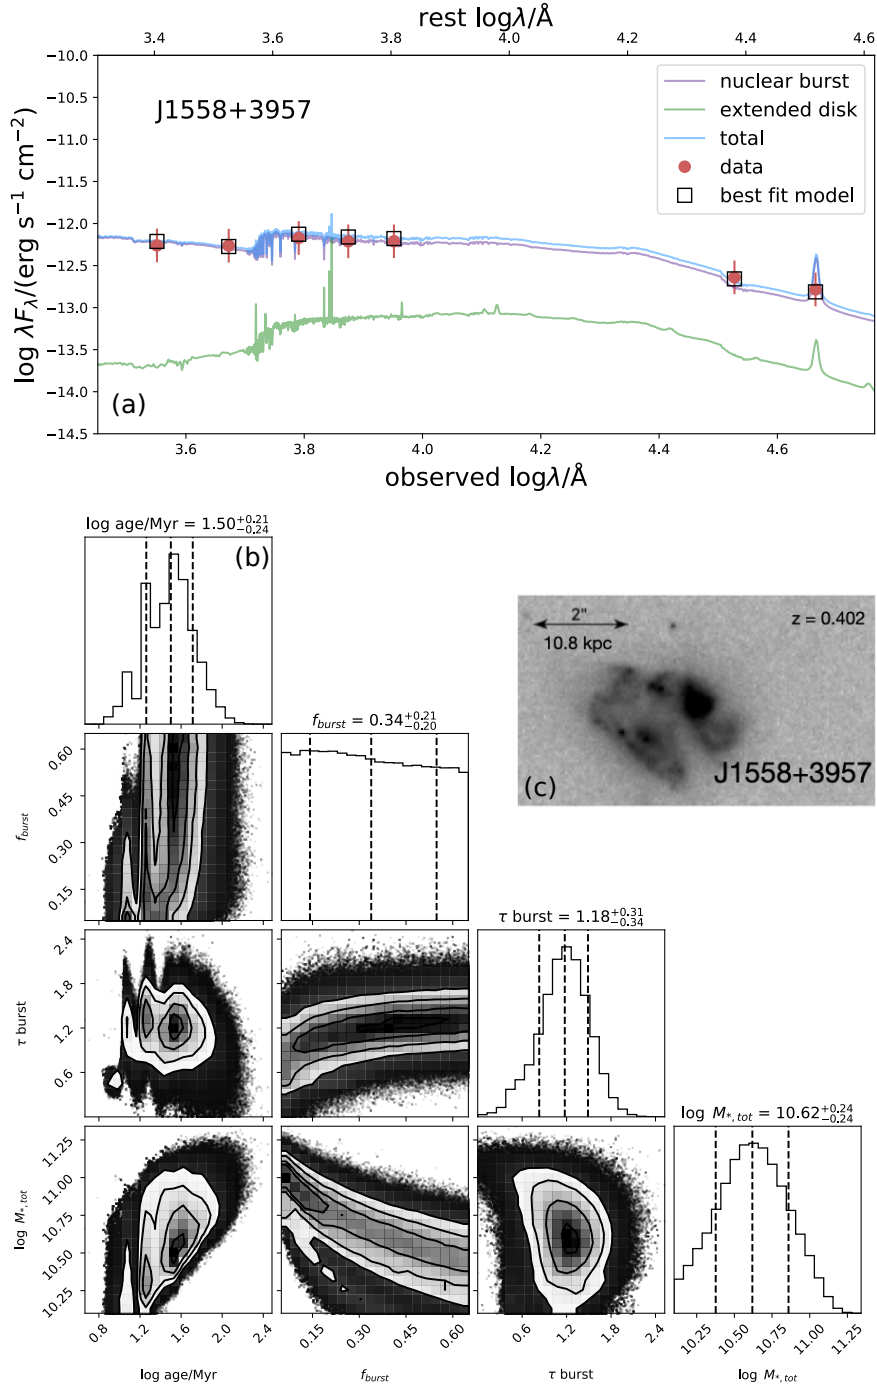 rest logλ/Å
3.4 3.6 3.8 4.0 4.2 4.4 4.6
log λFλ/(erg s⁻¹ cm⁻²)
−10.0
−10.5
−11.0
−11.5
−12.0
−12.5
−13.0
−13.5
−14.0
−14.5
J1558+3957
nuclear burst
extended disk
total
data
best fit model
(a)
3.6 3.8 4.0 4.2 4.4 4.6
observed logλ/Å
log age/Myr = 1.50+0.21−0.24
(b)
2"
10.8 kpc
z = 0.402
J1558+3957
(c)
f_burst = 0.34+0.21−0.20
f_burst
0.60
0.45
0.30
0.15
τ burst = 1.18+0.31−0.34
τ burst
2.4
1.8
1.2
0.6
log M*,tot = 10.62+0.24−0.24
log M*,tot
11.25
11.00
10.75
10.50
10.25
0.8 1.2 1.6 2.0 2.4
0.15 0.30 0.45 0.60
0.6 1.2 1.8 2.4
10.25 10.50 10.75 11.00 11.25
log age/Myr
f_burst
τ burst
log M*,tot